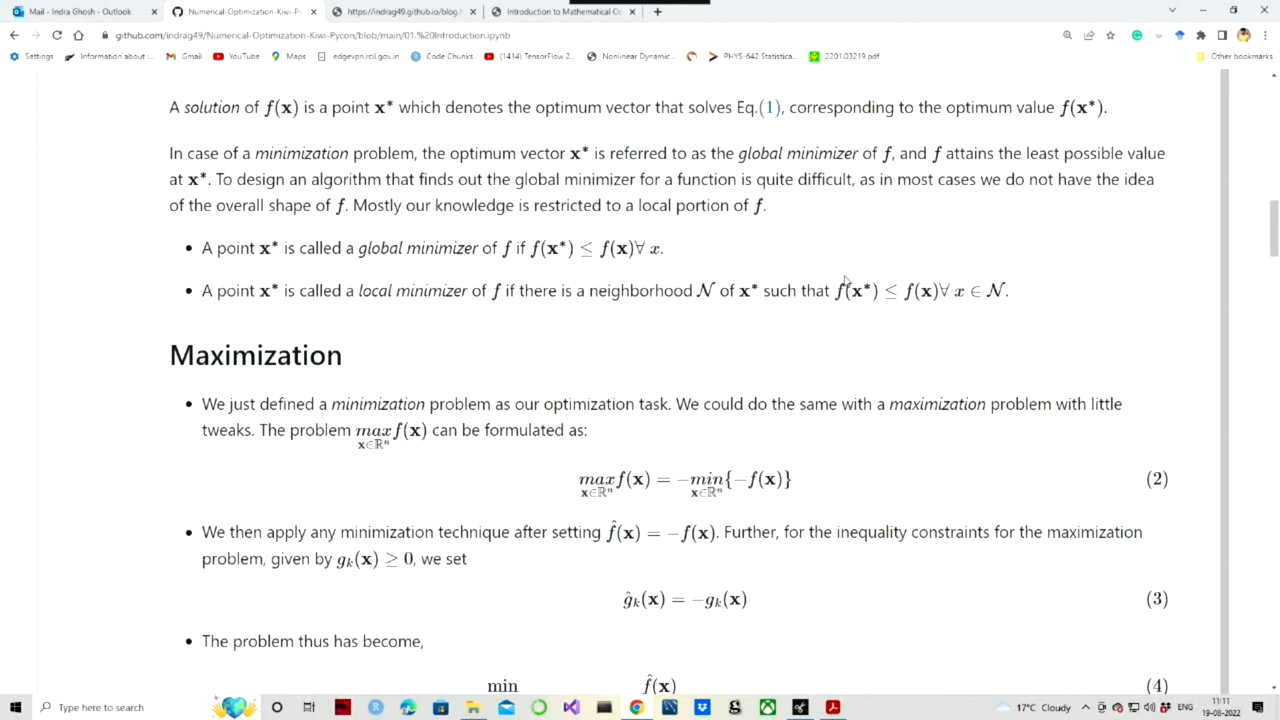 Mail - Indra Ghosh - Outlook
Numerical-Optimization-Kiwi-Py
https://indrag49.github.io/blog/
Introduction to Mathematical Op
github.com/indrag49/Numerical-Optimization-Kiwi-Pycon/blob/main/01.%20Introduction.ipynb
Settings
Information about ...
Gmail
YouTube
Maps
edgevpn.rcil.gov.in
Code Chunks
(1414) TensorFlow 2...
Nonlinear Dynamic...
PHYS-642 Statistica...
2201.03219.pdf
Other bookmarks
A solution of f(x) is a point x* which denotes the optimum vector that solves Eq.(1), corresponding to the optimum value f(x*).
In case of a minimization problem, the optimum vector x* is referred to as the global minimizer of f, and f attains the least possible value
at x*. To design an algorithm that finds out the global minimizer for a function is quite difficult, as in most cases we do not have the idea
of the overall shape of f. Mostly our knowledge is restricted to a local portion of f.
• A point x* is called a global minimizer of f if f(x*) ≤ f(x)∀ x.
• A point x* is called a local minimizer of f if there is a neighborhood 𝒩 of x* such that f(x*) ≤ f(x)∀ x ∈ 𝒩.
Maximization
• We just defined a minimization problem as our optimization task. We could do the same with a maximization problem with little
tweaks. The problem max f(x) can be formulated as:
x∈ℝⁿ
max f(x) = −min{−f(x)} (2)
x∈ℝⁿ x∈ℝⁿ
• We then apply any minimization technique after setting f̂(x) = −f(x). Further, for the inequality constraints for the maximization
problem, given by gₖ(x) ≥ 0, we set
ĝₖ(x) = −gₖ(x) (3)
• The problem thus has become,
min f̂(x) (4)
Type here to search
17°C Cloudy
ENG
11:11
19-08-2022